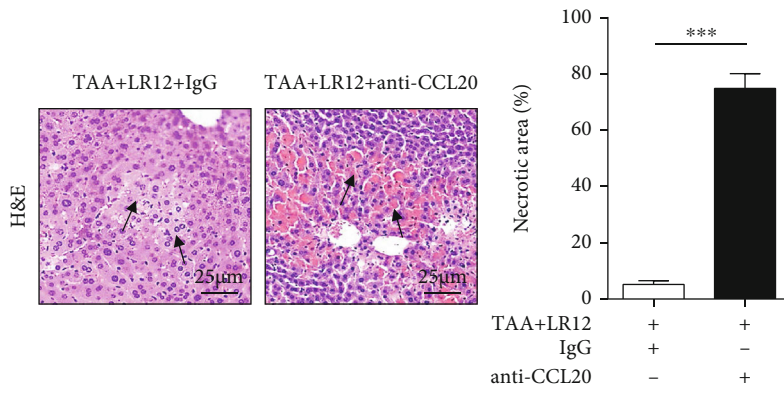 TAA+LR12+IgG
TAA+LR12+anti-CCL20
H&E
25μm
25μm
Necrotic area (%)
100
80
60
40
20
0
***
TAA+LR12 + +
IgG + –
anti-CCL20 – +